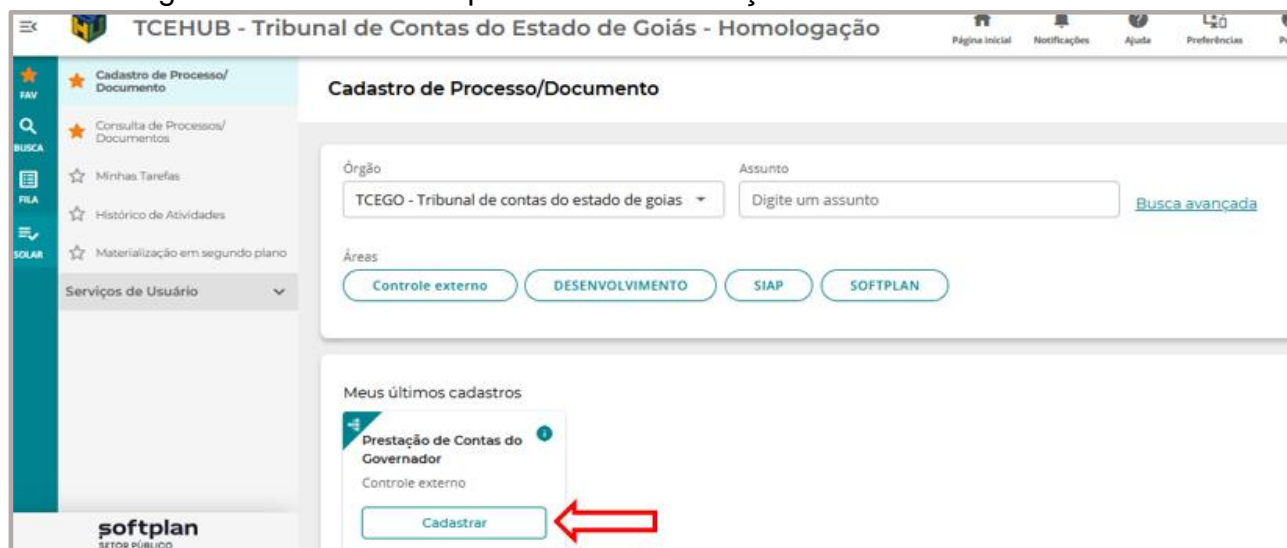 TCEHUB - Tribunal de Contas do Estado de Goiás - Homologação
Página inicial
Notificações
Ajuda
Preferências
FAV
BUSCA
FILA
SOLAR
Cadastro de Processo/
Documento
Consulta de Processos/
Documentos
Minhas Tarefas
Histórico de Atividades
Materialização em segundo plano
Serviços de Usuário
softplan
SETOR PÚBLICO
Cadastro de Processo/Documento
Órgão
Assunto
TCEGO - Tribunal de contas do estado de goias
Digite um assunto
Busca avançada
Áreas
Controle externo
DESENVOLVIMENTO
SIAP
SOFTPLAN
Meus últimos cadastros
Prestação de Contas do
Governador
Controle externo
Cadastrar